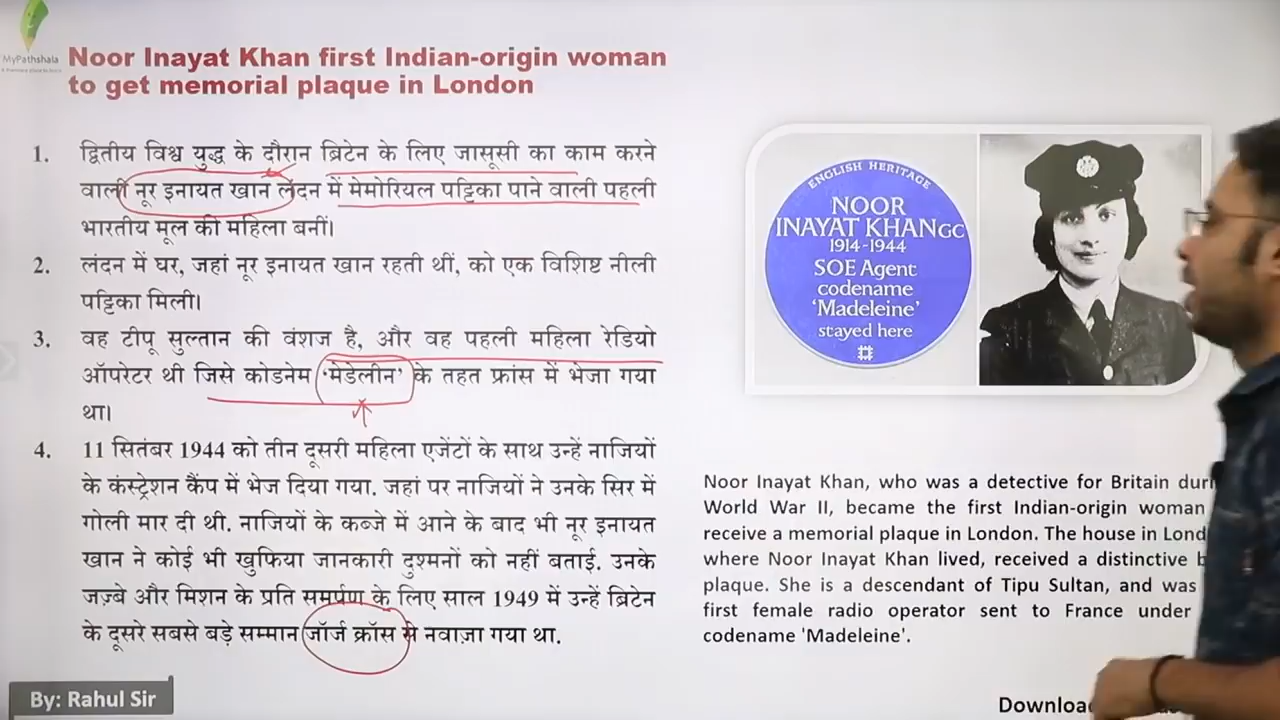 MyPathshala
Noor Inayat Khan first Indian-origin woman
to get memorial plaque in London
1. द्वितीय विश्व युद्ध के दौरान ब्रिटेन के लिए जासूसी का काम करने
वाली नूर इनायत खान लंदन में मेमोरियल पट्टिका पाने वाली पहली
भारतीय मूल की महिला बनीं।
2. लंदन में घर, जहां नूर इनायत खान रहती थीं, को एक विशिष्ट नीली
पट्टिका मिली।
3. वह टीपू सुल्तान की वंशज है, और वह पहली महिला रेडियो
ऑपरेटर थी जिसे कोडनेम ‘मेडेलीन’ के तहत फ्रांस में भेजा गया
था।
4. 11 सितंबर 1944 को तीन दूसरी महिला एजेंटों के साथ उन्हें नाजियों
के कंस्ट्रेशन कैंप में भेज दिया गया. जहां पर नाजियों ने उनके सिर में
गोली मार दी थी. नाजियों के कब्जे में आने के बाद भी नूर इनायत
खान ने कोई भी खुफिया जानकारी दुश्मनों को नहीं बताई. उनके
जज़्बे और मिशन के प्रति समर्पण के लिए साल 1949 में उन्हें ब्रिटेन
के दूसरे सबसे बड़े सम्मान जॉर्ज क्रॉस से नवाज़ा गया था.
ENGLISH HERITAGE
NOOR
INAYAT KHAN GC
1914-1944
SOE Agent
codename
‘Madeleine’
stayed here
Noor Inayat Khan, who was a detective for Britain
World War II, became the first Indian-origin woman
receive a memorial plaque in London. The house in
where Noor Inayat Khan lived, received a distinctive
plaque. She is a descendant of Tipu Sultan, and was
first female radio operator sent to France under
codename 'Madeleine'.
By: Rahul Sir
Download